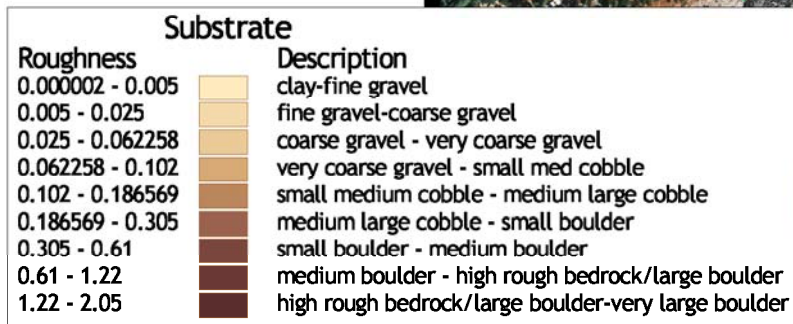 Substrate
Roughness Description
0.000002 - 0.005 clay-fine gravel
0.005 - 0.025 fine gravel-coarse gravel
0.025 - 0.062258 coarse gravel - very coarse gravel
0.062258 - 0.102 very coarse gravel - small med cobble
0.102 - 0.186569 small medium cobble - medium large cobble
0.186569 - 0.305 medium large cobble - small boulder
0.305 - 0.61 small boulder - medium boulder
0.61 - 1.22 medium boulder - high rough bedrock/large boulder
1.22 - 2.05 high rough bedrock/large boulder-very large boulder